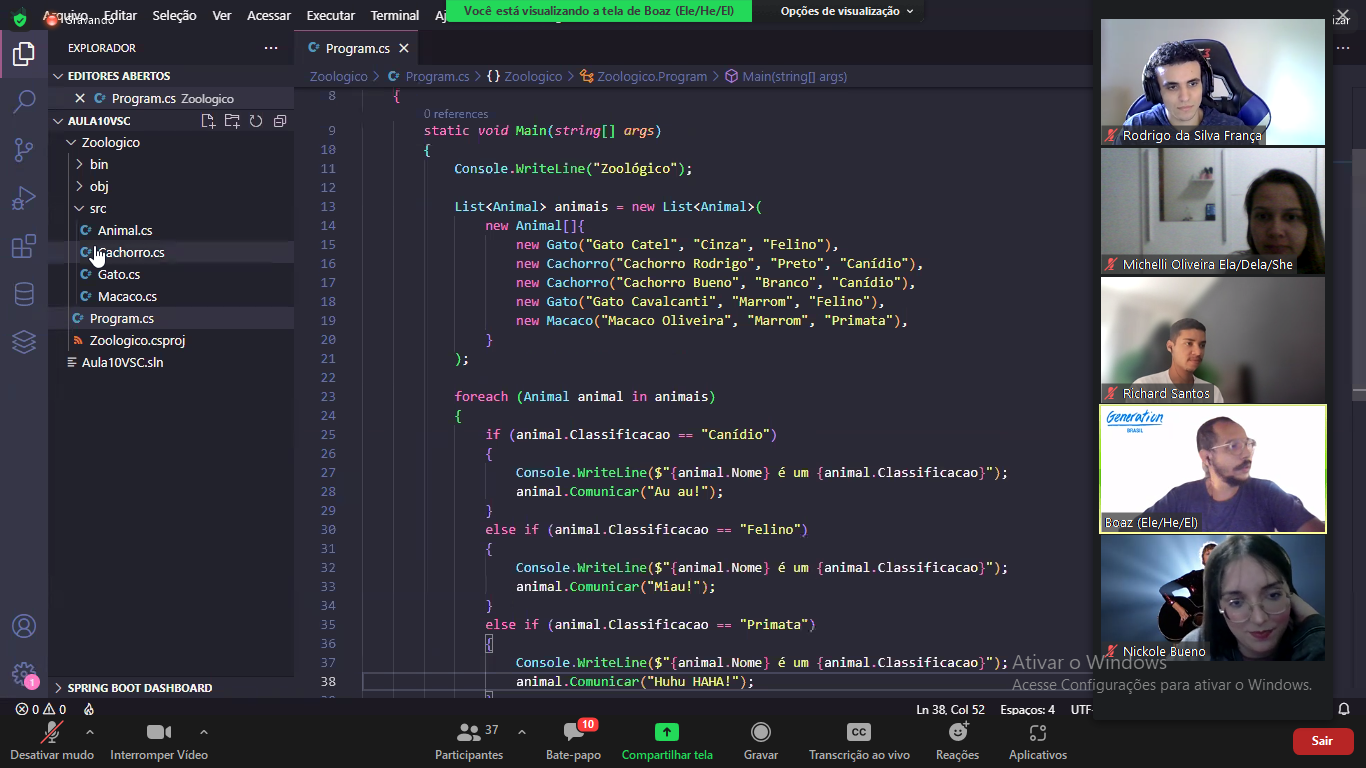 Arquivo Editar Seleção Ver Acessar Executar Terminal
Gravando
Você está visualizando a tela de Boaz (Ele/He/El)
Opções de visualização
EXPLORADOR
EDITORES ABERTOS
Program.cs Zoologico
AULA10VSC
Zoologico
bin
obj
src
Animal.cs
Cachorro.cs
Gato.cs
Macaco.cs
Program.cs
Zoologico.csproj
Aula10VSC.sln
SPRING BOOT DASHBOARD
Program.cs
Zoologico > Program.cs > {} Zoologico > Zoologico.Program > Main(string[] args)
8 {
0 references
9 static void Main(string[] args)
10 {
11 Console.WriteLine("Zoológico");
12
13 List<Animal> animais = new List<Animal>(
14 new Animal[]{
15 new Gato("Gato Catel", "Cinza", "Felino"),
16 new Cachorro("Cachorro Rodrigo", "Preto", "Canídio"),
17 new Cachorro("Cachorro Bueno", "Branco", "Canídio"),
18 new Gato("Gato Cavalcanti", "Marrom", "Felino"),
19 new Macaco("Macaco Oliveira", "Marrom", "Primata"),
20 }
21 );
22
23 foreach (Animal animal in animais)
24 {
25 if (animal.Classificacao == "Canídio")
26 {
27 Console.WriteLine($"{animal.Nome} é um {animal.Classificacao}");
28 animal.Comunicar("Au au!");
29 }
30 else if (animal.Classificacao == "Felino")
31 {
32 Console.WriteLine($"{animal.Nome} é um {animal.Classificacao}");
33 animal.Comunicar("Miau!");
34 }
35 else if (animal.Classificacao == "Primata")
36 {
37 Console.WriteLine($"{animal.Nome} é um {animal.Classificacao}");
38 animal.Comunicar("Huhu HAHA!");
Rodrigo da Silva França
Michelli Oliveira Ela/Dela/She
Richard Santos
Generation
BRASIL
Boaz (Ele/He/El)
Nickole Bueno
Ativar o Windows
Acesse Configurações para ativar o Windows.
1
0 0
Ln 38, Col 52 Espaços: 4 UTF-
37
10
CC
Desativar mudo Interromper Vídeo Participantes Bate-papo Compartilhar tela Gravar Transcrição ao vivo Reações Aplicativos
Sair